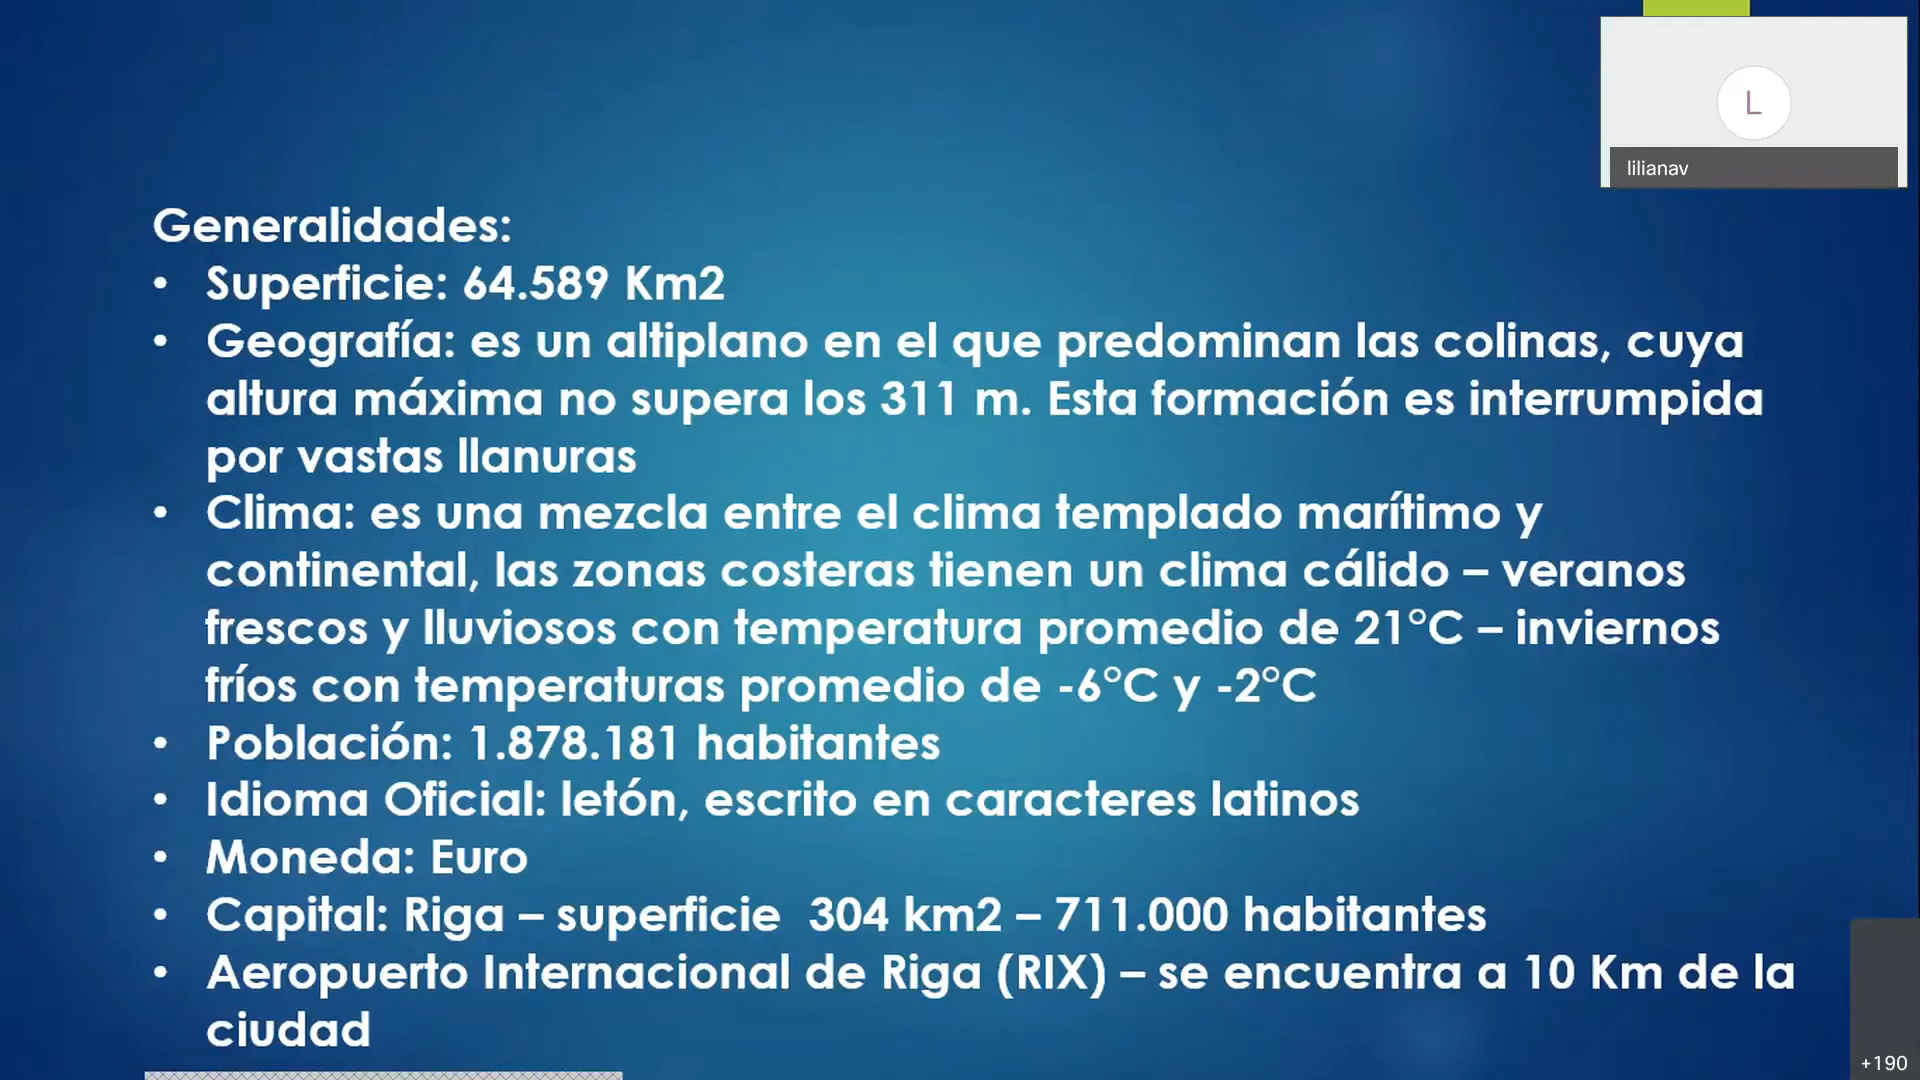 L
lilianav
Generalidades:
• Superficie: 64.589 Km2
• Geografía: es un altiplano en el que predominan las colinas, cuya
altura máxima no supera los 311 m. Esta formación es interrumpida
por vastas llanuras
• Clima: es una mezcla entre el clima templado marítimo y
continental, las zonas costeras tienen un clima cálido – veranos
frescos y lluviosos con temperatura promedio de 21°C – inviernos
fríos con temperaturas promedio de -6°C y -2°C
• Población: 1.878.181 habitantes
• Idioma Oficial: letón, escrito en caracteres latinos
• Moneda: Euro
• Capital: Riga – superficie  304 km2 – 711.000 habitantes
• Aeropuerto Internacional de Riga (RIX) – se encuentra a 10 Km de la
ciudad
+190